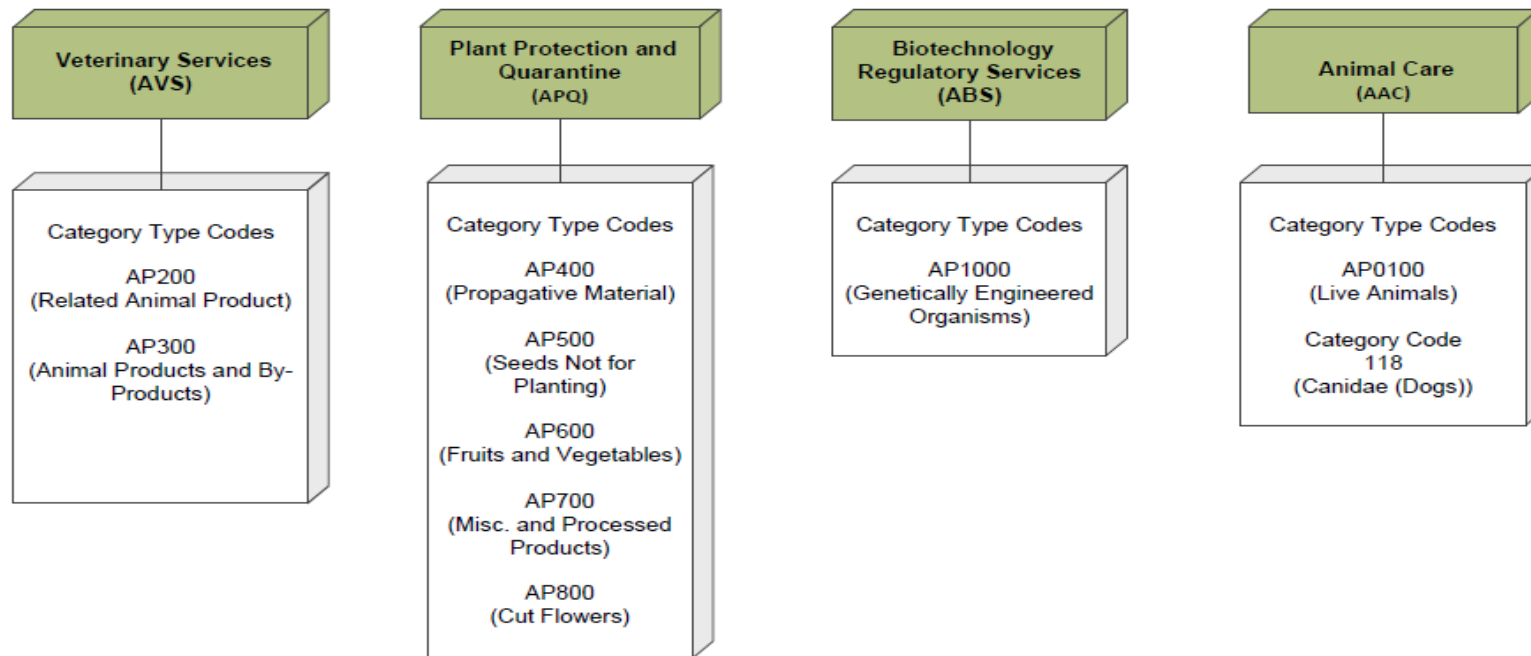 Veterinary Services
(AVS)
Category Type Codes
AP200
(Related Animal Product)
AP300
(Animal Products and By-
Products)
Plant Protection and
Quarantine
(APQ)
Category Type Codes
AP400
(Propagative Material)
AP500
(Seeds Not for
Planting)
AP600
(Fruits and Vegetables)
AP700
(Misc. and Processed
Products)
AP800
(Cut Flowers)
Biotechnology
Regulatory Services
(ABS)
Category Type Codes
AP1000
(Genetically Engineered
Organisms)
Animal Care
(AAC)
Category Type Codes
AP0100
(Live Animals)
Category Code
118
(Canidae (Dogs))